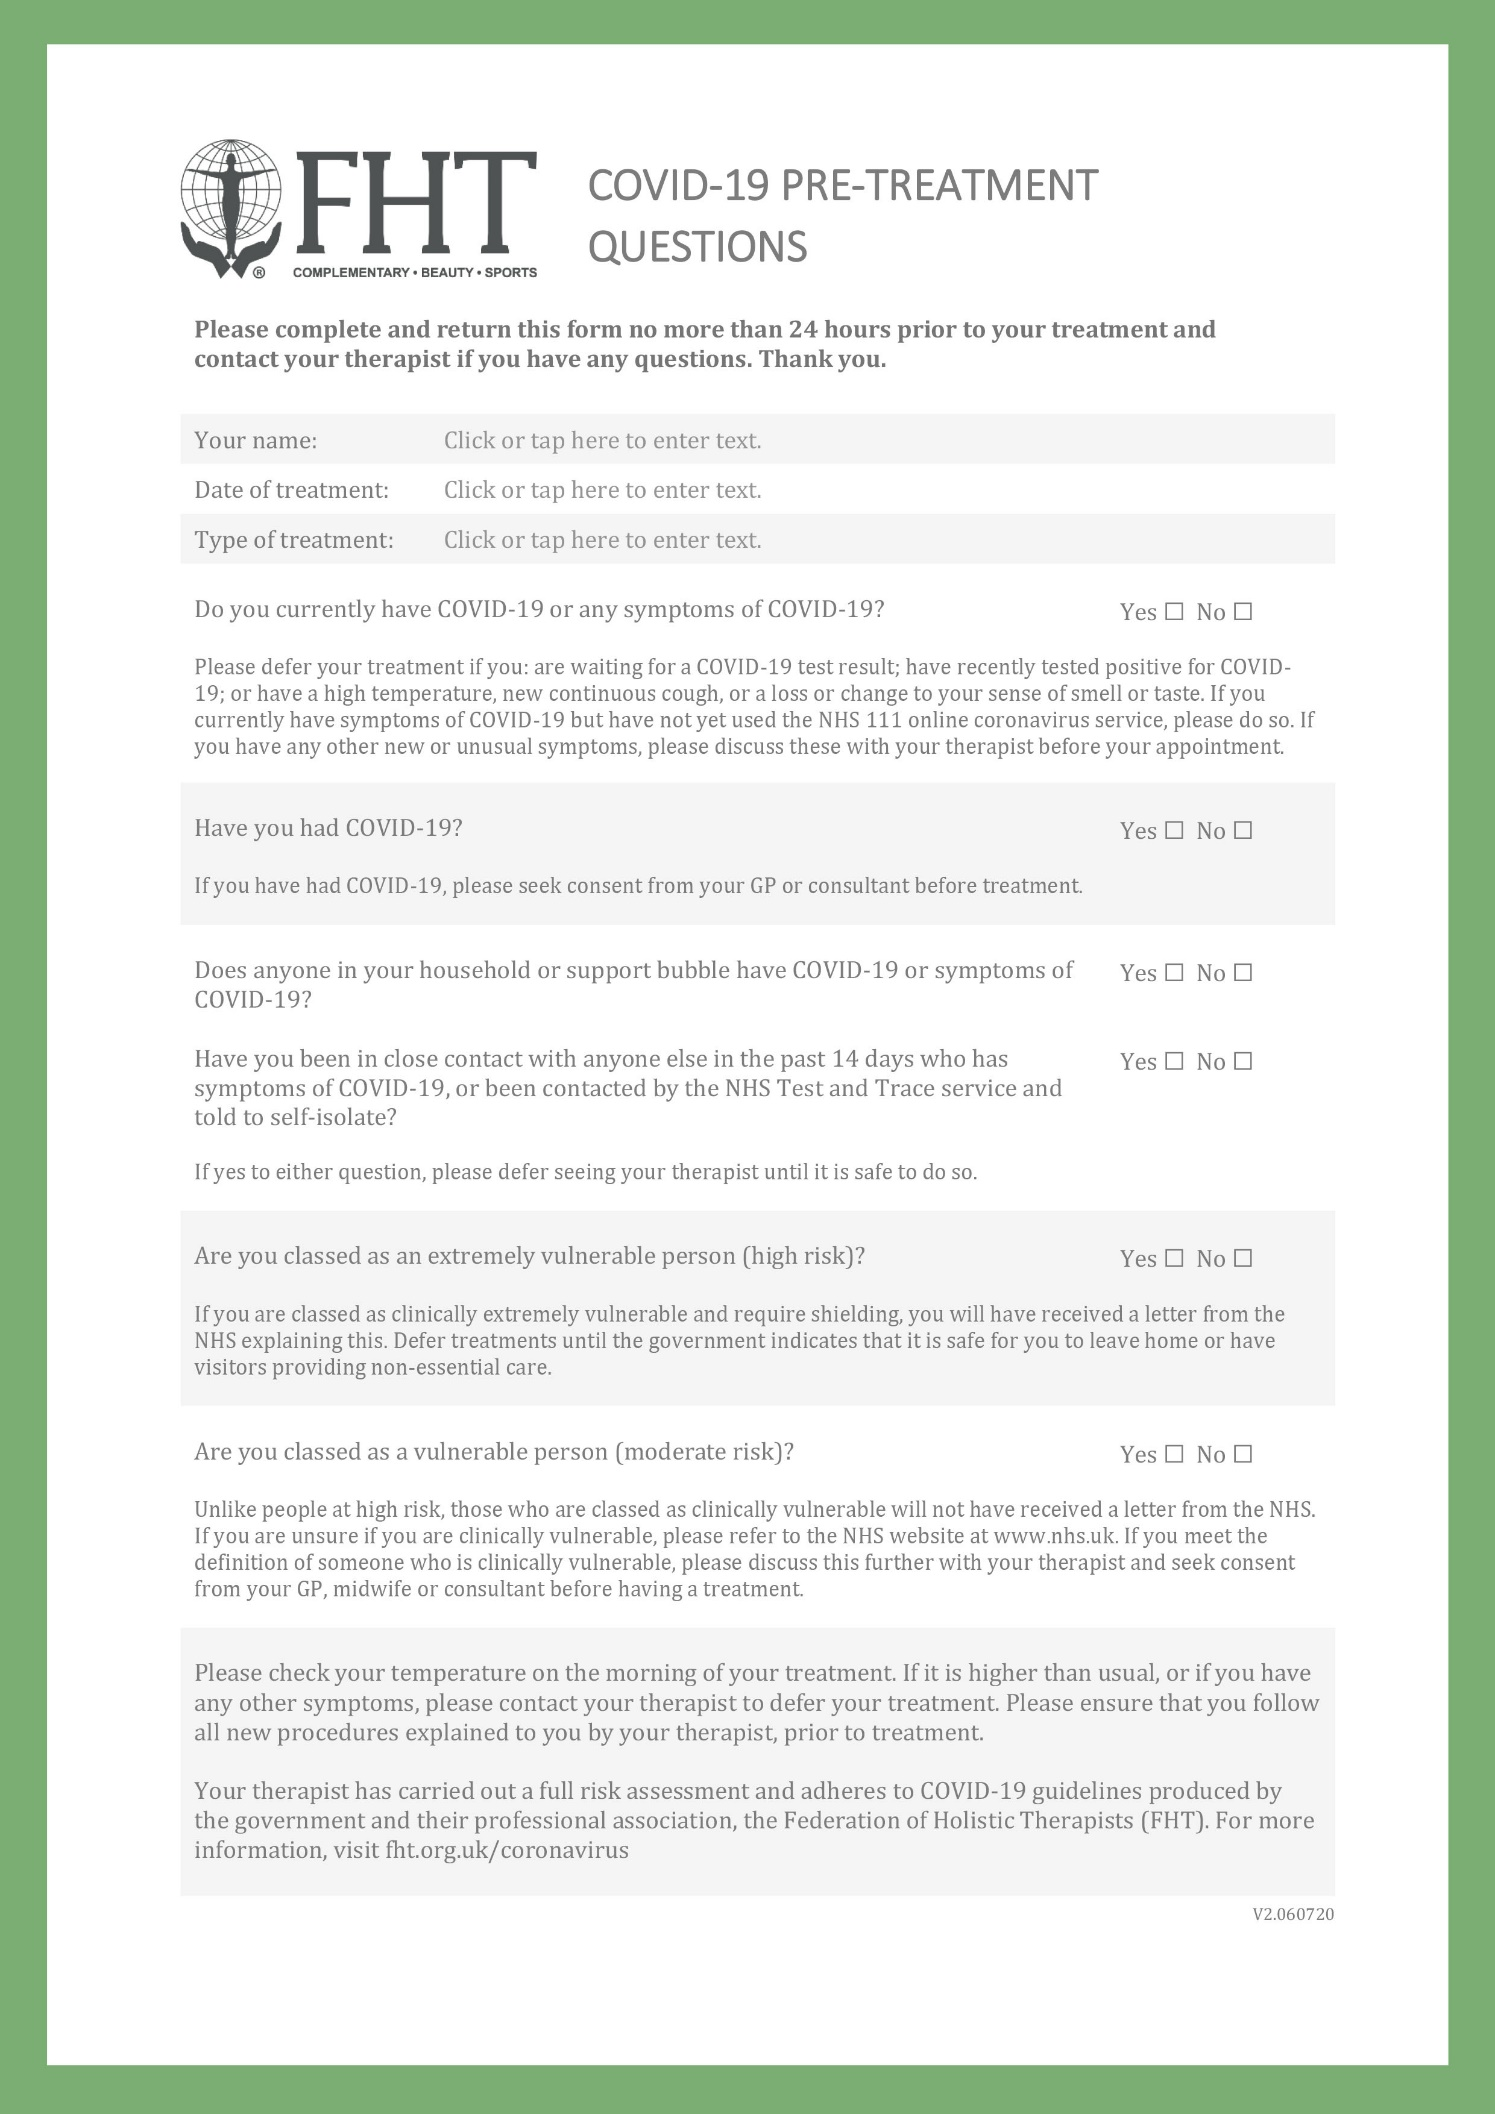 FHT
COMPLEMENTARY • BEAUTY • SPORTS
®
COVID-19 PRE-TREATMENT
QUESTIONS
Please complete and return this form no more than 24 hours prior to your treatment and
contact your therapist if you have any questions. Thank you.
Your name: Click or tap here to enter text.
Date of treatment: Click or tap here to enter text.
Type of treatment: Click or tap here to enter text.
Do you currently have COVID-19 or any symptoms of COVID-19? Yes ☐ No ☐
Please defer your treatment if you: are waiting for a COVID-19 test result; have recently tested positive for COVID-
19; or have a high temperature, new continuous cough, or a loss or change to your sense of smell or taste. If you
currently have symptoms of COVID-19 but have not yet used the NHS 111 online coronavirus service, please do so. If
you have any other new or unusual symptoms, please discuss these with your therapist before your appointment.
Have you had COVID-19? Yes ☐ No ☐
If you have had COVID-19, please seek consent from your GP or consultant before treatment.
Does anyone in your household or support bubble have COVID-19 or symptoms of Yes ☐ No ☐
COVID-19?
Have you been in close contact with anyone else in the past 14 days who has Yes ☐ No ☐
symptoms of COVID-19, or been contacted by the NHS Test and Trace service and
told to self-isolate?
If yes to either question, please defer seeing your therapist until it is safe to do so.
Are you classed as an extremely vulnerable person (high risk)? Yes ☐ No ☐
If you are classed as clinically extremely vulnerable and require shielding, you will have received a letter from the
NHS explaining this. Defer treatments until the government indicates that it is safe for you to leave home or have
visitors providing non-essential care.
Are you classed as a vulnerable person (moderate risk)? Yes ☐ No ☐
Unlike people at high risk, those who are classed as clinically vulnerable will not have received a letter from the NHS.
If you are unsure if you are clinically vulnerable, please refer to the NHS website at www.nhs.uk. If you meet the
definition of someone who is clinically vulnerable, please discuss this further with your therapist and seek consent
from your GP, midwife or consultant before having a treatment.
Please check your temperature on the morning of your treatment. If it is higher than usual, or if you have
any other symptoms, please contact your therapist to defer your treatment. Please ensure that you follow
all new procedures explained to you by your therapist, prior to treatment.
Your therapist has carried out a full risk assessment and adheres to COVID-19 guidelines produced by
the government and their professional association, the Federation of Holistic Therapists (FHT). For more
information, visit fht.org.uk/coronavirus
V2.060720